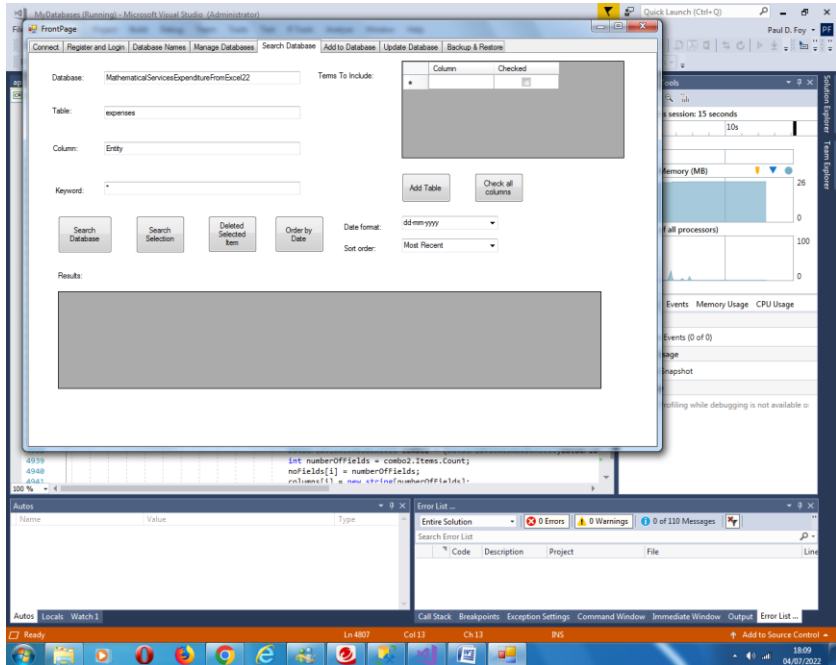 MyDatabases (Running) - Microsoft Visual Studio (Administrator)
Quick Launch (Ctrl+Q)
FrontPage
Paul D. Foy
PF
Connect
Register and Login
Database Names
Manage Databases
Search Database
Add to Database
Update Database
Backup & Restore
Database:
MathematicalServicesExpenditureFromExcel22
Terms To Include:
Column
Checked
*
Table:
expenses
Column:
Entity
Keyword:
*
Add Table
Check all
columns
Search
Database
Search
Selection
Deleted
Selected
Item
Order by
Date
Date format:
dd-mm-yyyy
Sort order:
Most Recent
Results:
Tools
session: 15 seconds
10s
Memory (MB)
26
0
of all processors)
100
0
Events
Memory Usage
CPU Usage
Events (0 of 0)
Snapshot
Profiling while debugging is not available o
Solution Explorer
Team Explorer
4939
int numberOfFields = combo2.Items.Count;
4940
noFields[i] = numberOfFields;
4941
columns[i] = new string[numberOfFields];
100 %
Autos
Name
Value
Type
Autos
Locals
Watch 1
Error List ...
Entire Solution
0 Errors
0 Warnings
0 of 110 Messages
Search Error List
Code
Description
Project
File
Line
Call Stack
Breakpoints
Exception Settings
Command Window
Immediate Window
Output
Error List ...
Ready
Ln 4807
Col 13
Ch 13
INS
Add to Source Control
18:09
04/07/2022